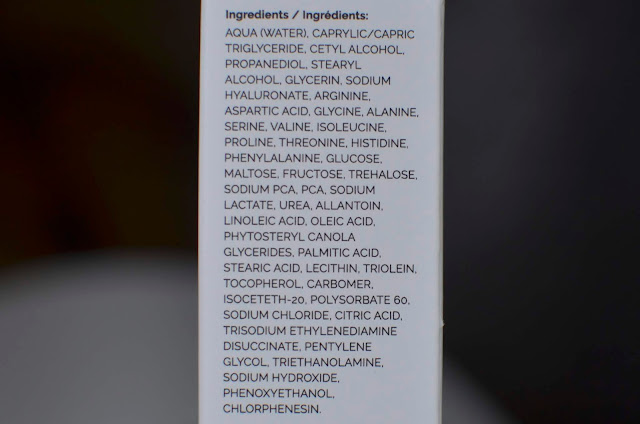 Ingredients / Ingrédients:
AQUA (WATER), CAPRYLIC/CAPRIC
TRIGLYCERIDE, CETYL ALCOHOL,
PROPANEDIOL, STEARYL
ALCOHOL, GLYCERIN, SODIUM
HYALURONATE, ARGININE,
ASPARTIC ACID, GLYCINE, ALANINE,
SERINE, VALINE, ISOLEUCINE,
PROLINE, THREONINE, HISTIDINE,
PHENYLALANINE, GLUCOSE,
MALTOSE, FRUCTOSE, TREHALOSE,
SODIUM PCA, PCA, SODIUM
LACTATE, UREA, ALLANTOIN,
LINOLEIC ACID, OLEIC ACID,
PHYTOSTERYL CANOLA
GLYCERIDES, PALMITIC ACID,
STEARIC ACID, LECITHIN, TRIOLEIN,
TOCOPHEROL, CARBOMER,
ISOCETETH-20, POLYSORBATE 60,
SODIUM CHLORIDE, CITRIC ACID,
TRISODIUM ETHYLENEDIAMINE
DISUCCINATE, PENTYLENE
GLYCOL, TRIETHANOLAMINE,
SODIUM HYDROXIDE,
PHENOXYETHANOL,
CHLORPHENESIN.